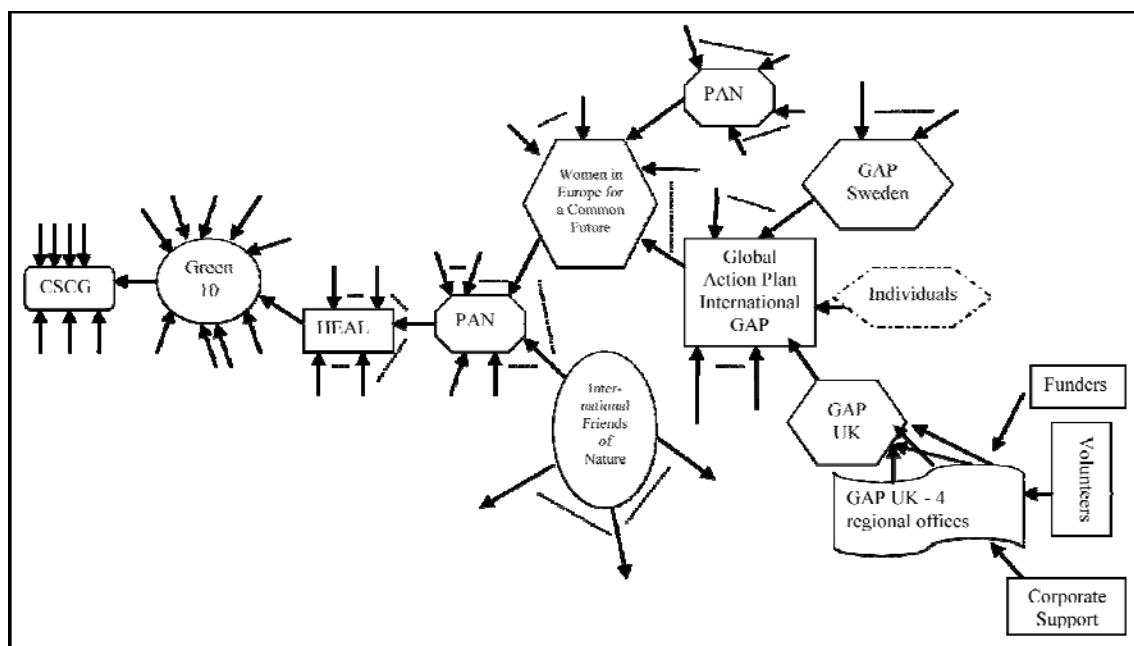 PAN
GAP
Sweden
Women in
Europe for
a Common
Future
Green
10
CSCG
Global
Action Plan
International
GAP
Individuals
HEAL
PAN
Inter-
national
Friends
of
Nature
GAP
UK
Funders
Volunteers
GAP UK - 4
regional offices
Corporate
Support